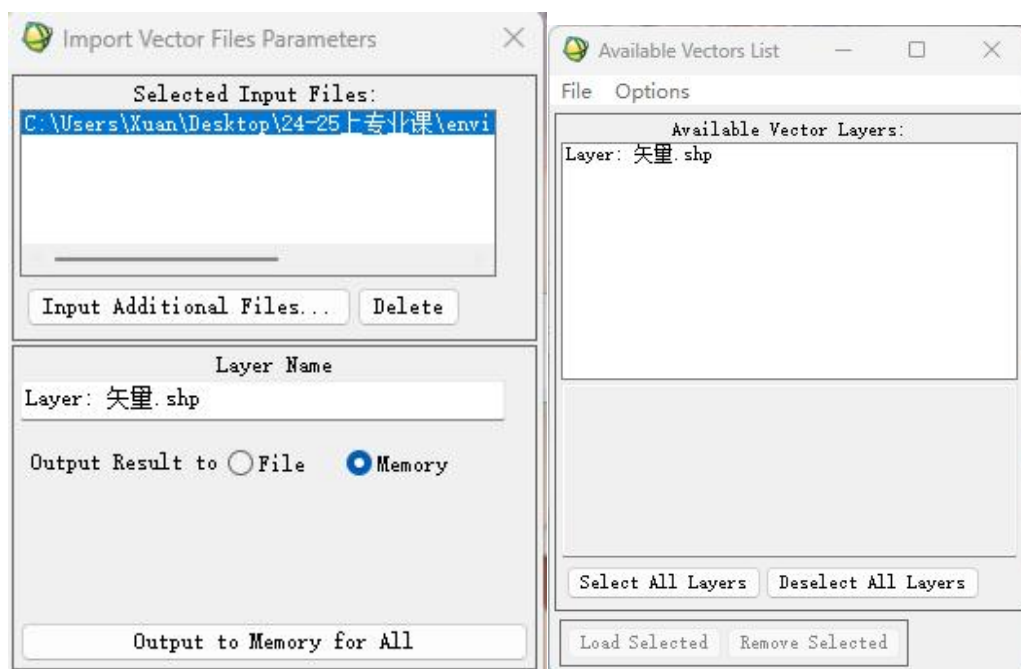 Import Vector Files Parameters
Selected Input Files:
C:\Users\Xuan\Desktop\24-25上专业课\envi
Input Additional Files...
Delete
Layer Name
Layer: 矢量.shp
Output Result to
File
Memory
Output to Memory for All
Available Vectors List
File
Options
Available Vector Layers:
Layer: 矢量.shp
Select All Layers
Deselect All Layers
Load Selected
Remove Selected